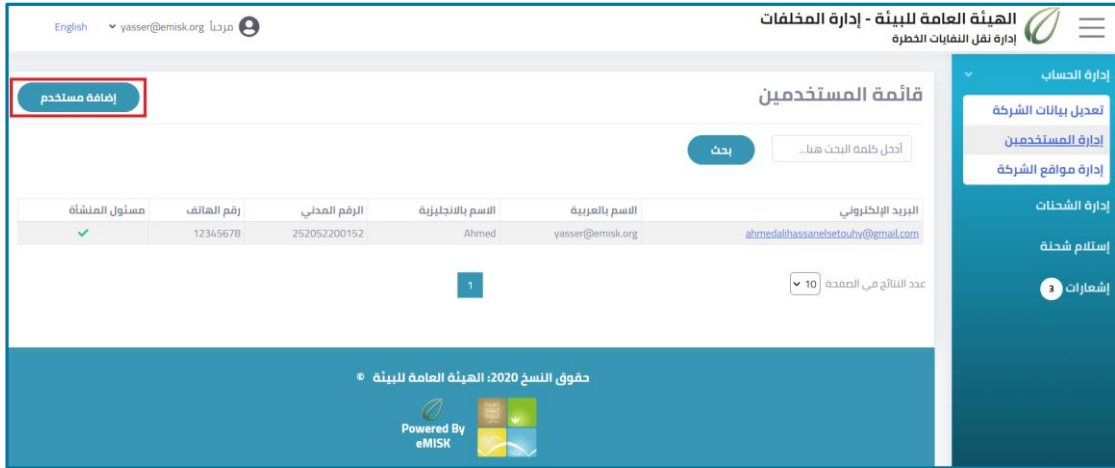 الهيئة العامة للبيئة - إدارة المخلفات
إدارة نقل النفايات الخطرة
مرحباً yasser@emisk.org
English
إدارة الحساب
تعديل بيانات الشركة
إدارة المستخدمين
إدارة مواقع الشركة
إدارة الشحنات
إستلام شحنة
إشعارات 3
قائمة المستخدمين
إضافة مستخدم
أدخل كلمة البحث هنا...
بحث
البريد الإلكتروني الاسم بالعربية الاسم بالانجليزية الرقم المدني رقم الهاتف مسئول المنشأة
ahmedalihassanelsetouhy@gmail.com yasser@emisk.org Ahmed 252052200152 12345678
عدد النتائج في الصفحة 10
1
حقوق النسخ 2020: الهيئة العامة للبيئة ©
Powered By
eMISK